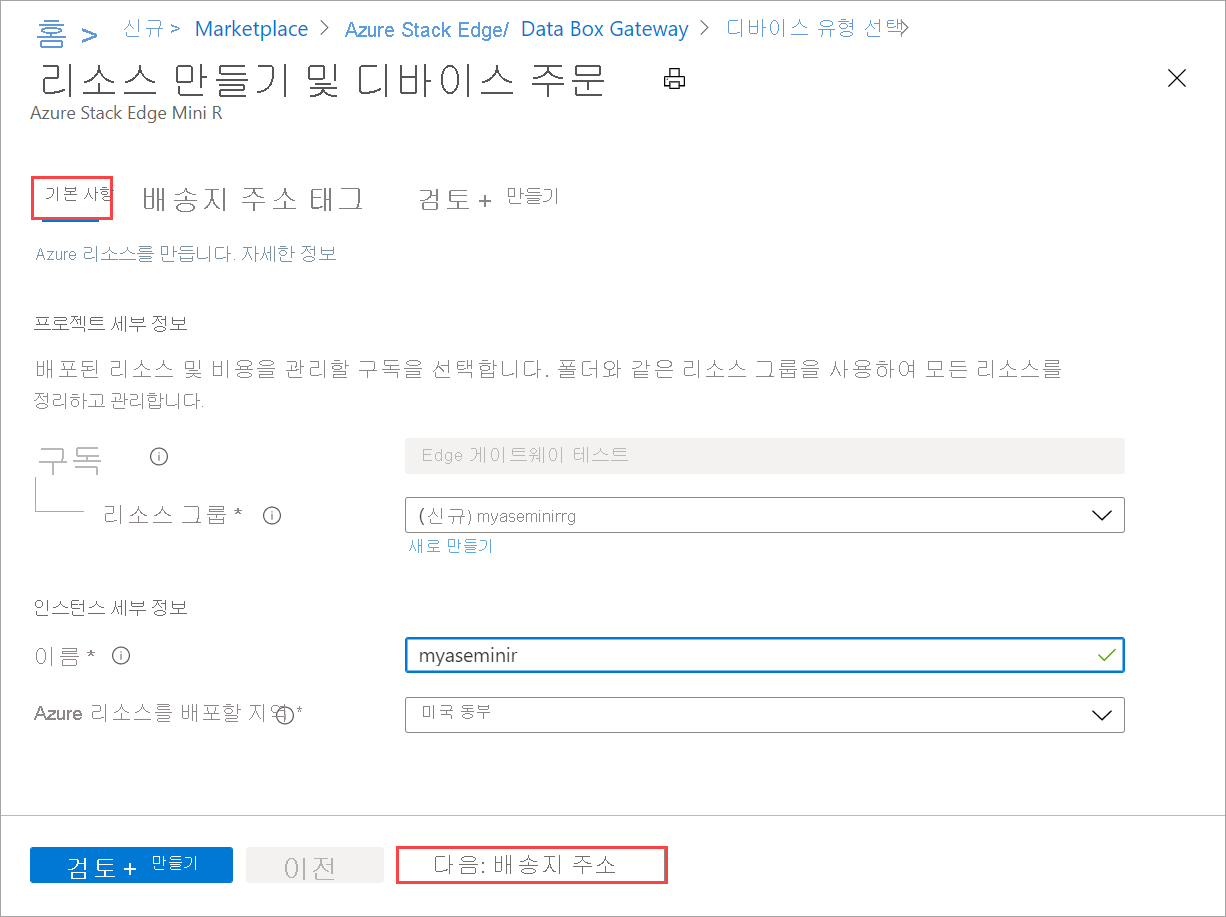 홈 > 신규 > Marketplace > Azure Stack Edge/ Data Box Gateway > 디바이스 유형 선택>
리소스 만들기 및 디바이스 주문
Azure Stack Edge Mini R
기본 사항 배송지 주소 태그 검토 + 만들기
Azure 리소스를 만듭니다. 자세한 정보
프로젝트 세부 정보
배포된 리소스 및 비용을 관리할 구독을 선택합니다. 폴더와 같은 리소스 그룹을 사용하여 모든 리소스를
정리하고 관리합니다.
구독 Edge 게이트웨이 테스트
리소스 그룹 * (신규) myaseminirrg
새로 만들기
인스턴스 세부 정보
이름 * myaseminir
Azure 리소스를 배포할 지역 * 미국 동부
검토 + 만들기 이전 다음: 배송지 주소